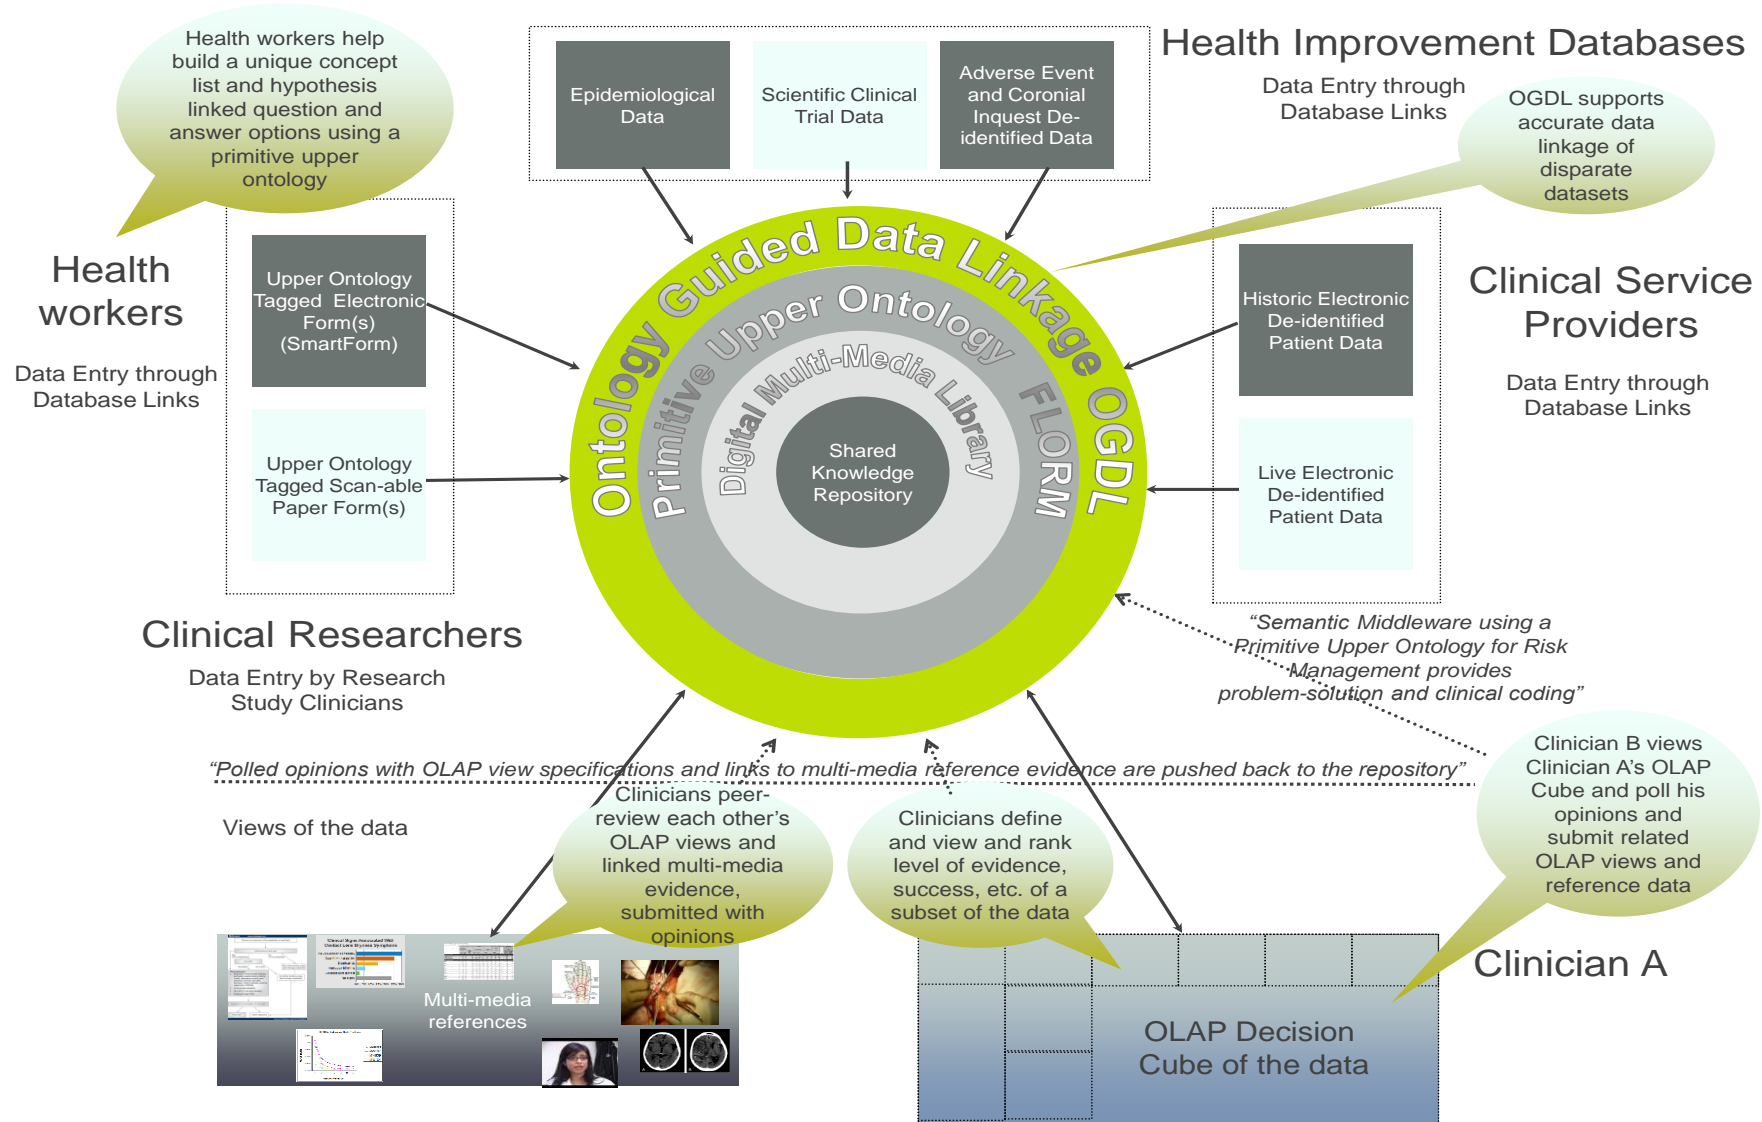 Health workers help
build a unique concept
list and hypothesis
linked question and
answer options using a
primitive upper
ontology
Epidemiological
Data
Scientific Clinical
Trial Data
Adverse Event
and Coronial
Inquest De-
identified Data
Health Improvement Databases
Data Entry through
Database Links
OGDL supports
accurate data
linkage of
disparate
datasets
Health
workers
Data Entry through
Database Links
Upper Ontology
Tagged Electronic
Form(s)
(SmartForm)
Upper Ontology
Tagged Scan-able
Paper Form(s)
Ontology Guided Data Linkage OGDL
Primitive Upper Ontology FLORM
Digital Multi-Media Library
Shared
Knowledge
Repository
Historic Electronic
De-identified
Patient Data
Live Electronic
De-identified
Patient Data
Clinical Service
Providers
Data Entry through
Database Links
Clinical Researchers
Data Entry by Research
Study Clinicians
“Semantic Middleware using a
Primitive Upper Ontology for Risk
Management provides
problem-solution and clinical coding”
“Polled opinions with OLAP view specifications and links to multi-media reference evidence are pushed back to the repository”
Views of the data
Clinicians peer-
review each other’s
OLAP views and
linked multi-media
evidence,
submitted with
opinions
Clinicians define
and view and rank
level of evidence,
success, etc. of a
subset of the data
Clinician B views
Clinician A’s OLAP
Cube and poll his
opinions and
submit related
OLAP views and
reference data
Clinician A
Clinical Signs Associated With
Contact Lens Dryness Symptoms
Multi-media
references
OLAP Decision
Cube of the data